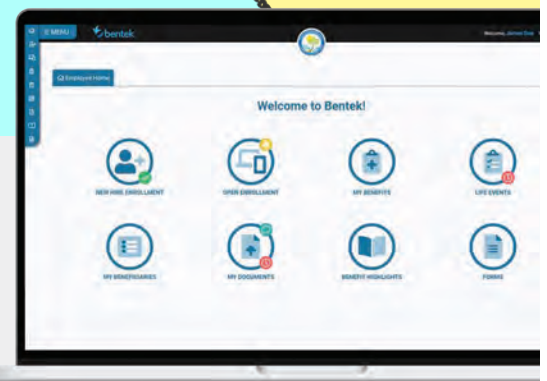 ≡ MENU
bentek
Welcome, James Doe
Employee Home
Welcome to Bentek!
NEW HIRE ENROLLMENT
OPEN ENROLLMENT
MY BENEFITS
LIFE EVENTS
MY BENEFICIARIES
MY DOCUMENTS
BENEFIT HIGHLIGHTS
FORMS